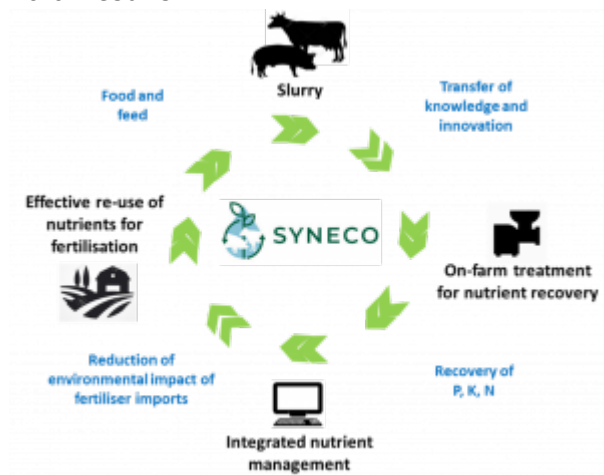 Slurry
Food and
feed
Transfer of
knowledge and
innovation
Effective re-use of
nutrients for
fertilisation
SYNECO
On-farm treatment
for nutrient recovery
Reduction of
environmental impact of
fertiliser imports
Recovery of
P, K, N
Integrated nutrient
management